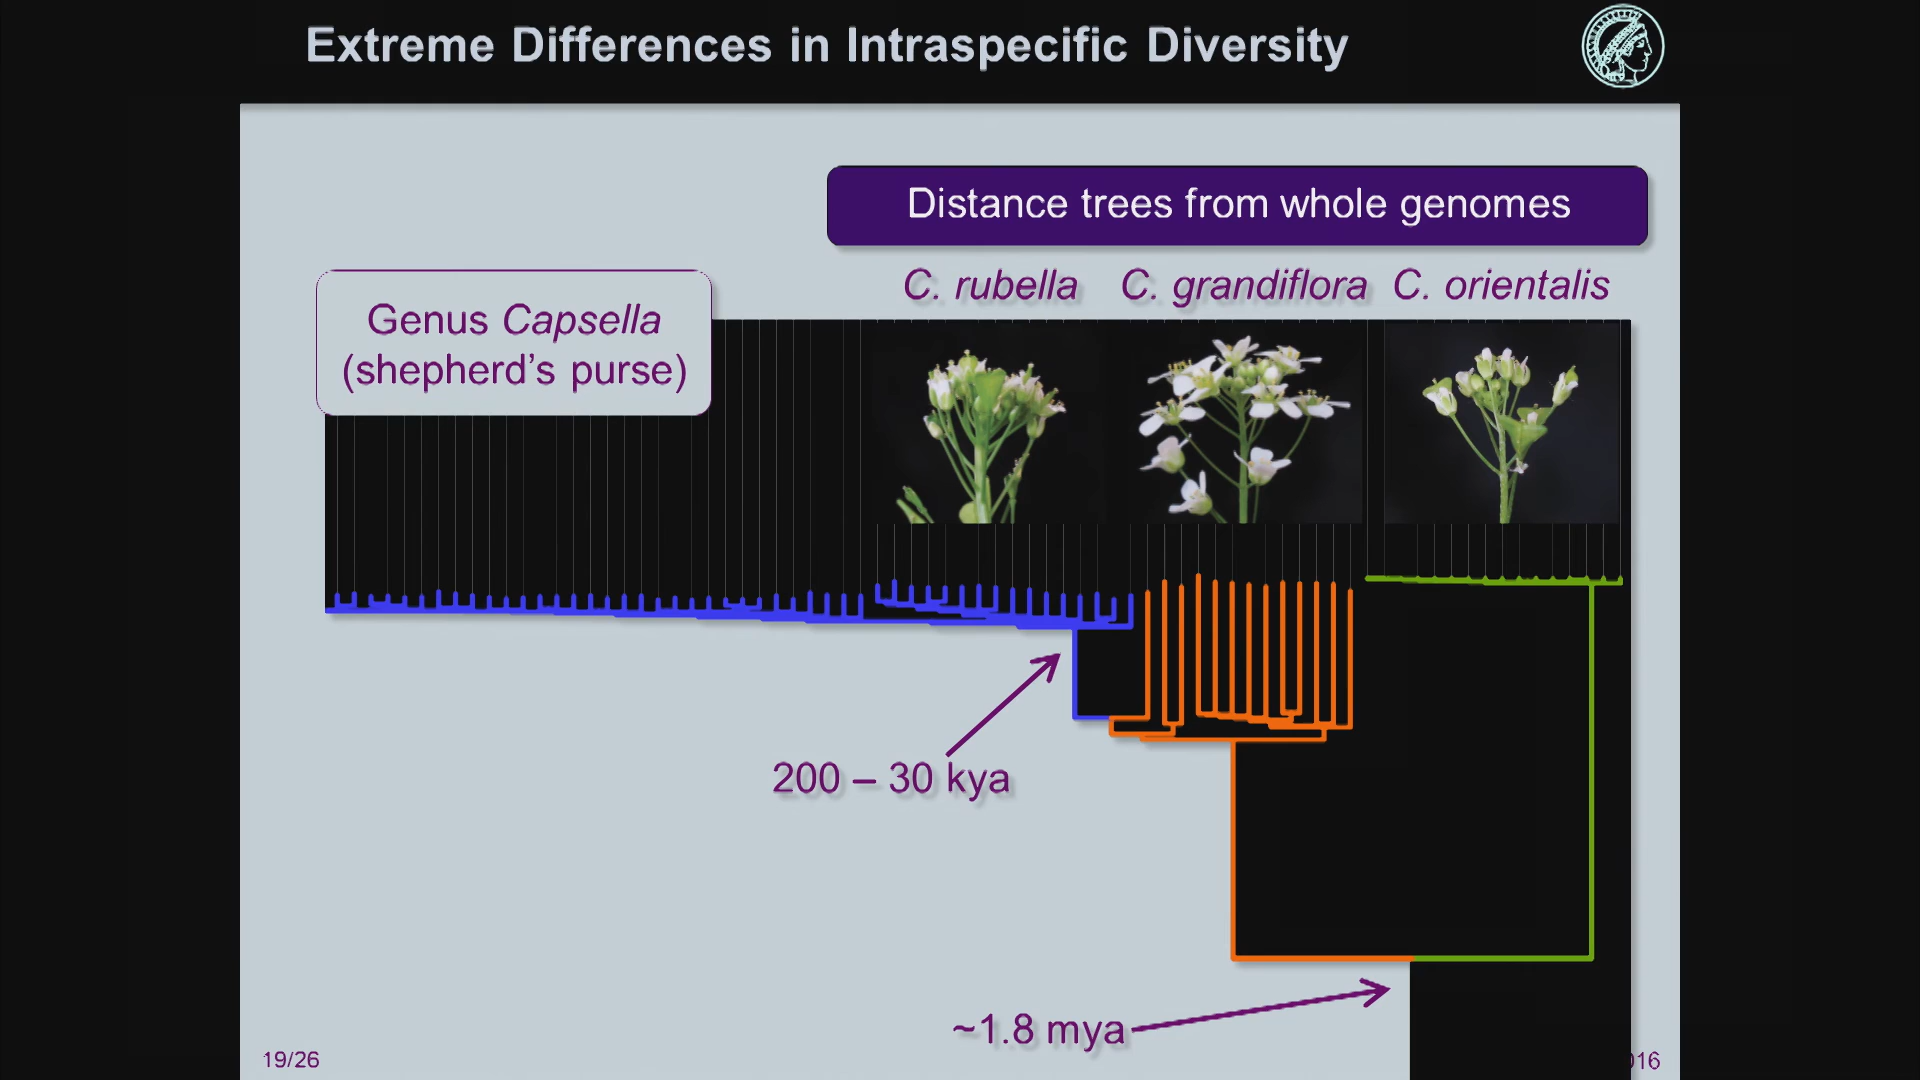 Extreme Differences in Intraspecific Diversity
Distance trees from whole genomes
C. rubella C. grandiflora C. orientalis
Genus Capsella
(shepherd's purse)
200 – 30 kya
~1.8 mya
19/26